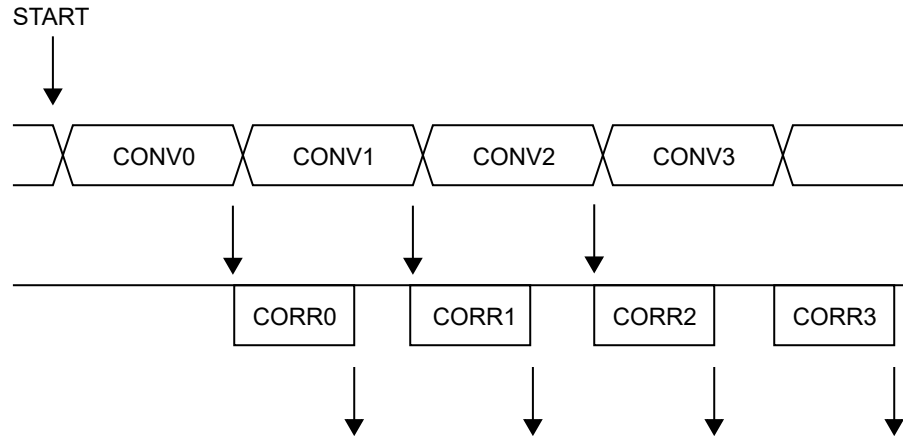 START
CONV0 CONV1 CONV2 CONV3
CORR0 CORR1 CORR2 CORR3